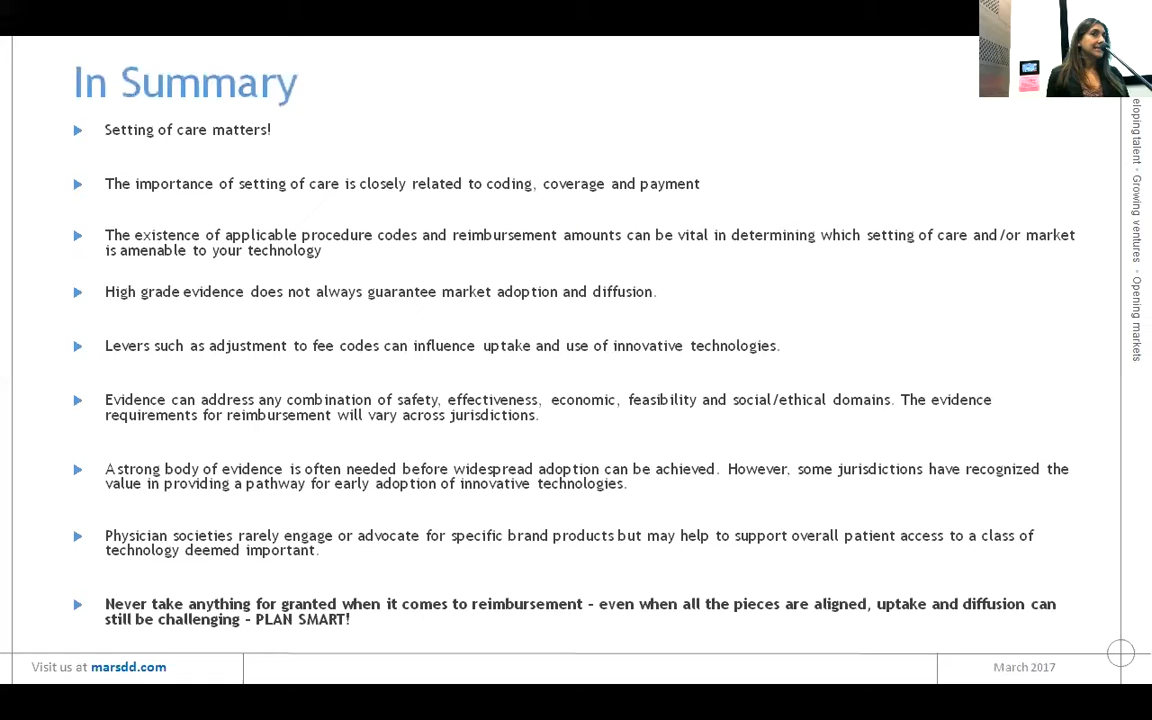 In Summary
Setting of care matters!
The importance of setting of care is closely related to coding, coverage and payment
The existence of applicable procedure codes and reimbursement amounts can be vital in determining which setting of care and/or market
is amenable to your technology
High grade evidence does not always guarantee market adoption and diffusion.
Levers such as adjustment to fee codes can influence uptake and use of innovative technologies.
Evidence can address any combination of safety, effectiveness, economic, feasibility and social/ethical domains. The evidence
requirements for reimbursement will vary across jurisdictions.
A strong body of evidence is often needed before widespread adoption can be achieved. However, some jurisdictions have recognized the
value in providing a pathway for early adoption of innovative technologies.
Physician societies rarely engage or advocate for specific brand products but may help to support overall patient access to a class of
technology deemed important.
Never take anything for granted when it comes to reimbursement - even when all the pieces are aligned, uptake and diffusion can
still be challenging - PLAN SMART!
eloping talent • Growing ventures • Opening markets
Visit us at marsdd.com
March 2017